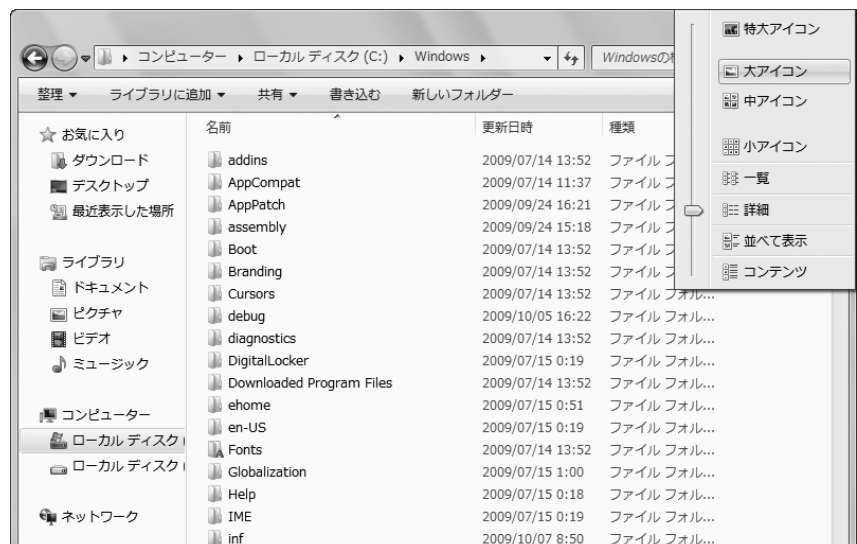 コンピューター ▸ ローカル ディスク (C:) ▸ Windows ▸
Windowsの
整理 ライブラリに追加 共有 書き込む 新しいフォルダー
お気に入り
ダウンロード
デスクトップ
最近表示した場所
ライブラリ
ドキュメント
ピクチャ
ビデオ
ミュージック
コンピューター
ローカル ディスク (
ローカル ディスク (
ネットワーク
名前 更新日時 種類
addins 2009/07/14 13:52 ファイル フ
AppCompat 2009/07/14 11:37 ファイル フ
AppPatch 2009/09/24 16:21 ファイル フ
assembly 2009/09/24 15:18 ファイル フ
Boot 2009/07/14 13:52 ファイル フ
Branding 2009/07/14 13:52 ファイル フ
Cursors 2009/07/14 13:52 ファイル フォル...
debug 2009/10/05 16:22 ファイル フォル...
diagnostics 2009/07/14 13:52 ファイル フォル...
DigitalLocker 2009/07/15 0:19 ファイル フォル...
Downloaded Program Files 2009/07/14 13:52 ファイル フォル...
ehome 2009/07/15 0:51 ファイル フォル...
en-US 2009/07/15 0:19 ファイル フォル...
Fonts 2009/07/14 13:52 ファイル フォル...
Globalization 2009/07/15 1:00 ファイル フォル...
Help 2009/07/15 0:18 ファイル フォル...
IME 2009/07/15 0:19 ファイル フォル...
inf 2009/10/07 8:50 ファイル フォル...
特大アイコン
大アイコン
中アイコン
小アイコン
一覧
詳細
並べて表示
コンテンツ